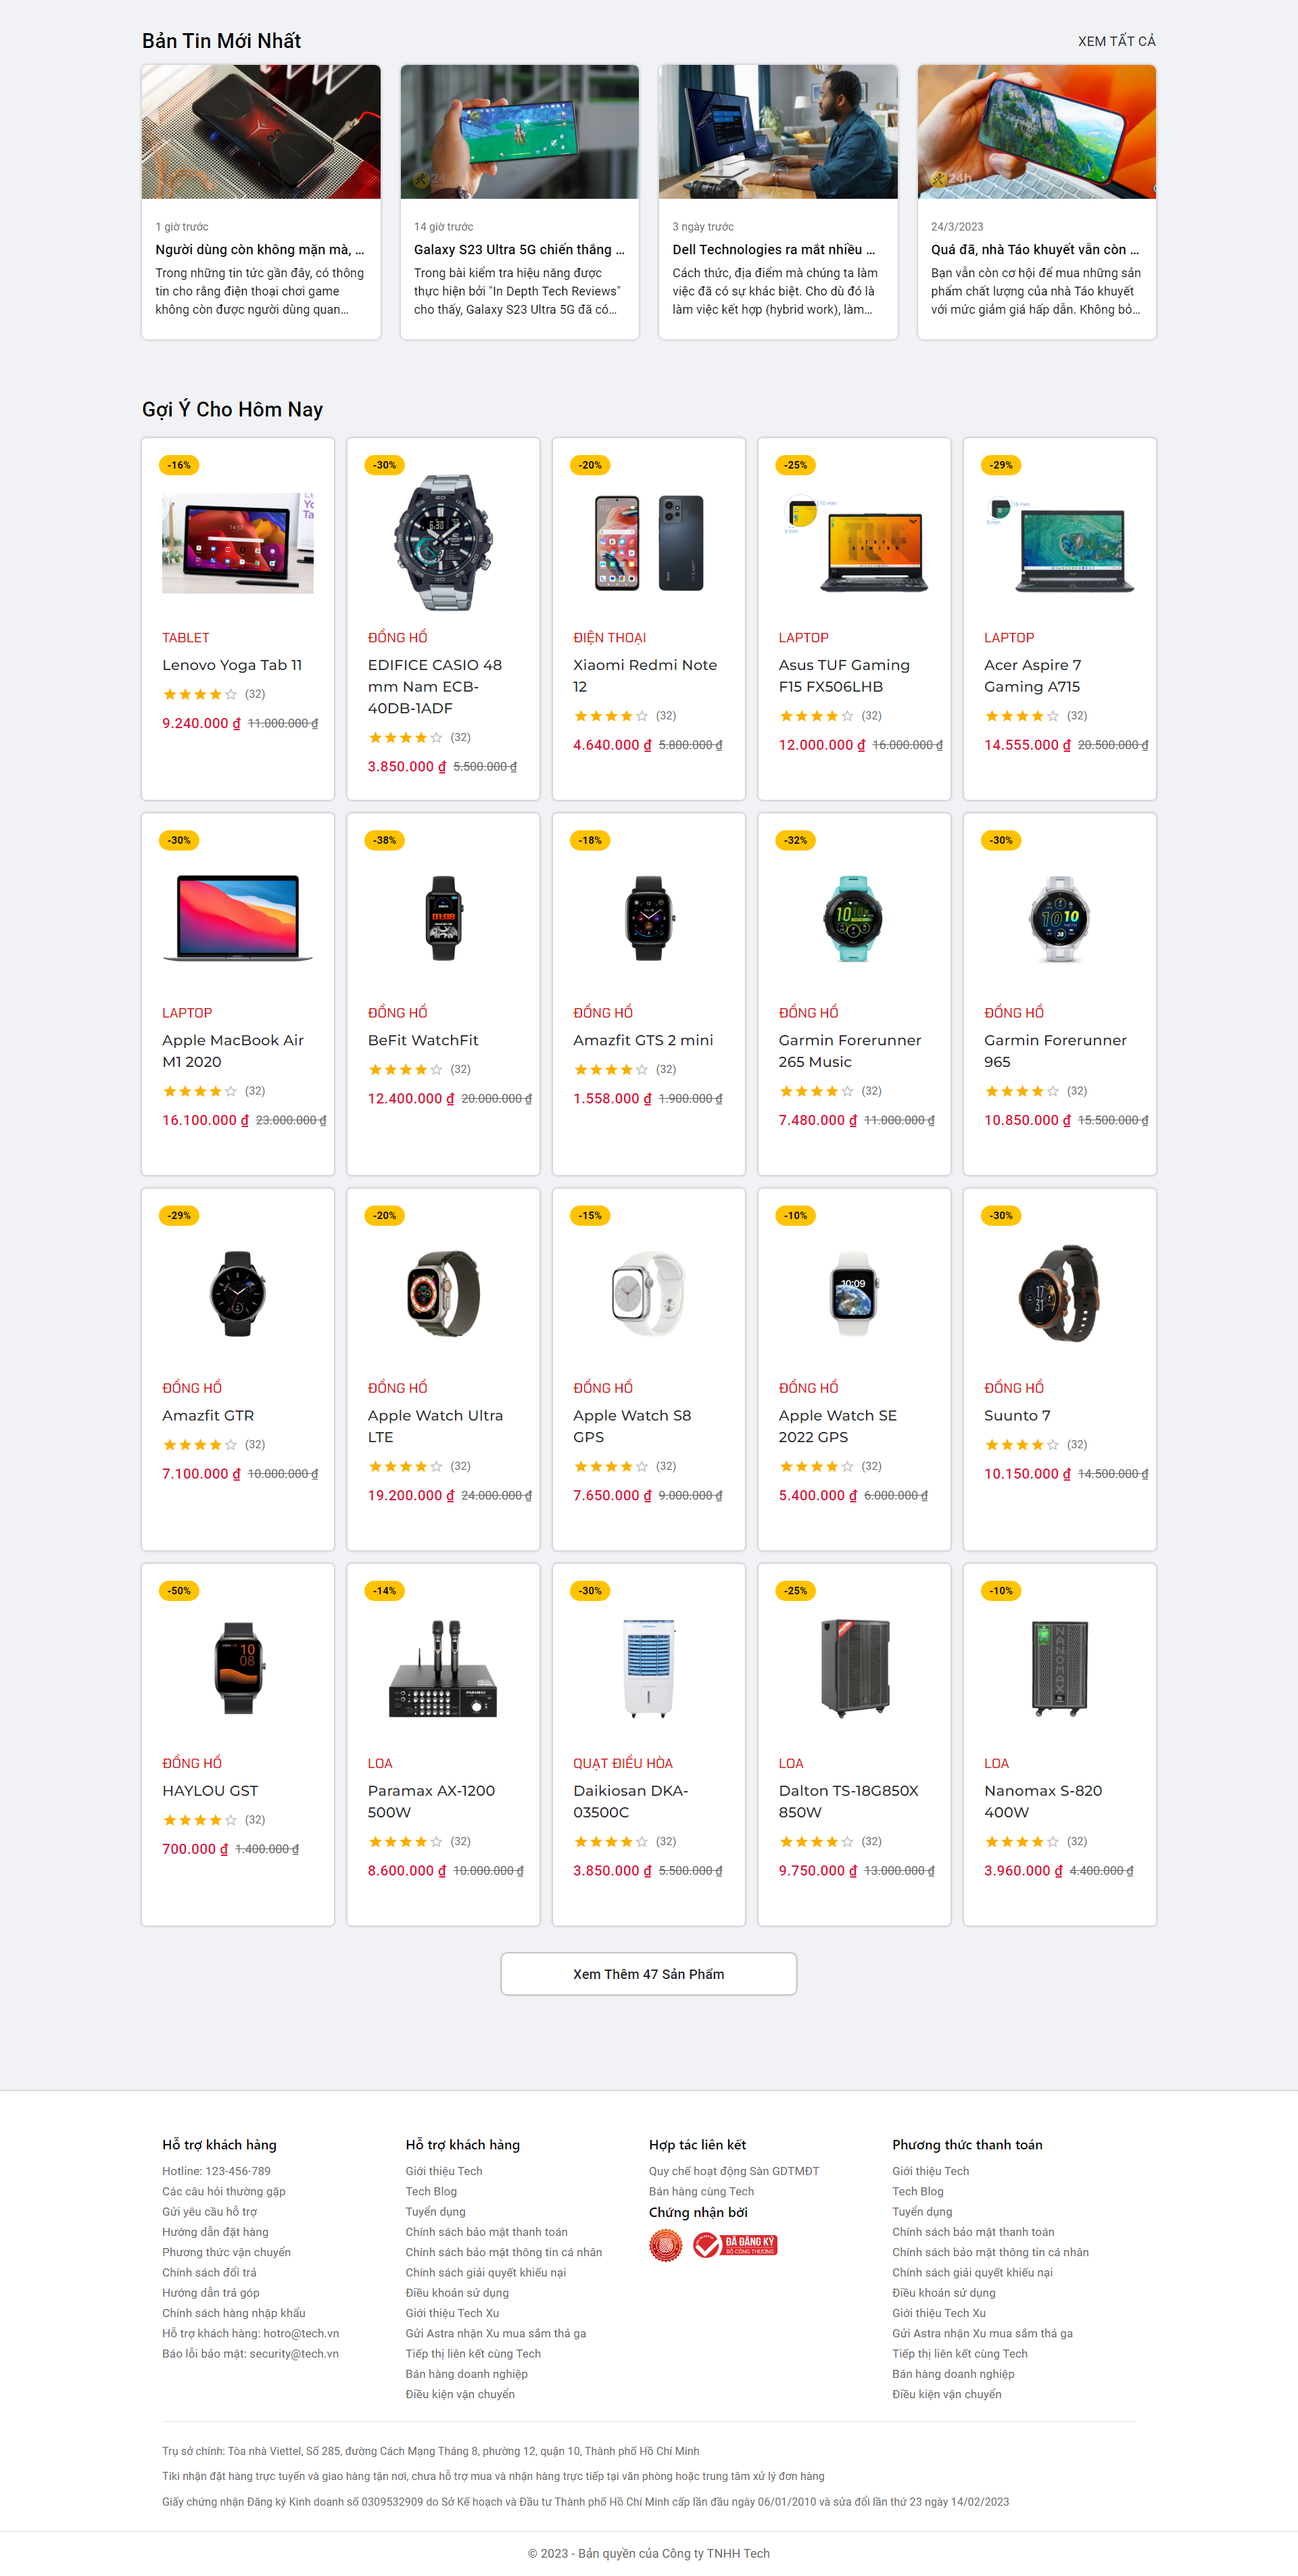 Bản Tin Mới Nhất
XEM TẤT CẢ
1 giờ trước
Người dùng còn không mặn mà, ...
Trong những tin tức gần đây, có thông
tin cho rằng điện thoại chơi game
không còn được người dùng quan...
14 giờ trước
Galaxy S23 Ultra 5G chiến thắng ...
Trong bài kiểm tra hiệu năng được
thực hiện bởi "In Depth Tech Reviews"
cho thấy, Galaxy S23 Ultra 5G đã có...
3 ngày trước
Dell Technologies ra mắt nhiều ...
Cách thức, địa điểm mà chúng ta làm
việc đã có sự khác biệt. Cho dù đó là
làm việc kết hợp (hybrid work), làm...
24h
24/3/2023
Quá đã, nhà Táo khuyết vẫn còn ...
Bạn vẫn còn cơ hội để mua những sản
phẩm chất lượng của nhà Táo khuyết
với mức giảm giá hấp dẫn. Không bỏ...
Gợi Ý Cho Hôm Nay
-16%
TABLET
Lenovo Yoga Tab 11
(32)
9.240.000 ₫ 11.000.000 ₫
-30%
ĐỒNG HỒ
EDIFICE CASIO 48
mm Nam ECB-
40DB-1ADF
(32)
3.850.000 ₫ 5.500.000 ₫
-20%
ĐIỆN THOẠI
Xiaomi Redmi Note
12
(32)
4.640.000 ₫ 5.800.000 ₫
-25%
LAPTOP
Asus TUF Gaming
F15 FX506LHB
(32)
12.000.000 ₫ 16.000.000 ₫
-29%
LAPTOP
Acer Aspire 7
Gaming A715
(32)
14.555.000 ₫ 20.500.000 ₫
-30%
LAPTOP
Apple MacBook Air
M1 2020
(32)
16.100.000 ₫ 23.000.000 ₫
-38%
01:08
ĐỒNG HỒ
BeFit WatchFit
(32)
12.400.000 ₫ 20.000.000 ₫
-18%
ĐỒNG HỒ
Amazfit GTS 2 mini
(32)
1.558.000 ₫ 1.900.000 ₫
-32%
10 10
ĐỒNG HỒ
Garmin Forerunner
265 Music
(32)
7.480.000 ₫ 11.000.000 ₫
-30%
10 10
ĐỒNG HỒ
Garmin Forerunner
965
(32)
10.850.000 ₫ 15.500.000 ₫
-29%
ĐỒNG HỒ
Amazfit GTR
(32)
7.100.000 ₫ 10.000.000 ₫
-20%
ĐỒNG HỒ
Apple Watch Ultra
LTE
(32)
19.200.000 ₫ 24.000.000 ₫
-15%
ĐỒNG HỒ
Apple Watch S8
GPS
(32)
7.650.000 ₫ 9.000.000 ₫
-10%
10:09
ĐỒNG HỒ
Apple Watch SE
2022 GPS
(32)
5.400.000 ₫ 6.000.000 ₫
-30%
17
31
ĐỒNG HỒ
Suunto 7
(32)
10.150.000 ₫ 14.500.000 ₫
-50%
10
08
ĐỒNG HỒ
HAYLOU GST
(32)
700.000 ₫ 1.400.000 ₫
-14%
LOA
Paramax AX-1200
500W
(32)
8.600.000 ₫ 10.000.000 ₫
-30%
QUẠT ĐIỀU HÒA
Daikiosan DKA-
03500C
(32)
3.850.000 ₫ 5.500.000 ₫
-25%
LOA
Dalton TS-18G850X
850W
(32)
9.750.000 ₫ 13.000.000 ₫
-10%
NANOMAX
LOA
Nanomax S-820
400W
(32)
3.960.000 ₫ 4.400.000 ₫
Xem Thêm 47 Sản Phẩm
Hỗ trợ khách hàng
Hotline: 123-456-789
Các câu hỏi thường gặp
Gửi yêu cầu hỗ trợ
Hướng dẫn đặt hàng
Phương thức vận chuyển
Chính sách đổi trả
Hướng dẫn trả góp
Chính sách hàng nhập khẩu
Hỗ trợ khách hàng: hotro@tech.vn
Báo lỗi bảo mật: security@tech.vn
Hỗ trợ khách hàng
Giới thiệu Tech
Tech Blog
Tuyển dụng
Chính sách bảo mật thanh toán
Chính sách bảo mật thông tin cá nhân
Chính sách giải quyết khiếu nại
Điều khoản sử dụng
Giới thiệu Tech Xu
Gửi Astra nhận Xu mua sắm thả ga
Tiếp thị liên kết cùng Tech
Bán hàng doanh nghiệp
Điều kiện vận chuyển
Hợp tác liên kết
Quy chế hoạt động Sàn GDTMĐT
Bán hàng cùng Tech
Chứng nhận bởi
ĐÃ ĐĂNG KÝ
BỘ CÔNG THƯƠNG
Phương thức thanh toán
Giới thiệu Tech
Tech Blog
Tuyển dụng
Chính sách bảo mật thanh toán
Chính sách bảo mật thông tin cá nhân
Chính sách giải quyết khiếu nại
Điều khoản sử dụng
Giới thiệu Tech Xu
Gửi Astra nhận Xu mua sắm thả ga
Tiếp thị liên kết cùng Tech
Bán hàng doanh nghiệp
Điều kiện vận chuyển
Trụ sở chính: Tòa nhà Viettel, Số 285, đường Cách Mạng Tháng 8, phường 12, quận 10, Thành phố Hồ Chí Minh
Tiki nhận đặt hàng trực tuyến và giao hàng tận nơi, chưa hỗ trợ mua và nhận hàng trực tiếp tại văn phòng hoặc trung tâm xử lý đơn hàng
Giấy chứng nhận Đăng ký Kinh doanh số 0309532909 do Sở Kế hoạch và Đầu tư Thành phố Hồ Chí Minh cấp lần đầu ngày 06/01/2010 và sửa đổi lần thứ 23 ngày 14/02/2023
© 2023 - Bản quyền của Công ty TNHH Tech